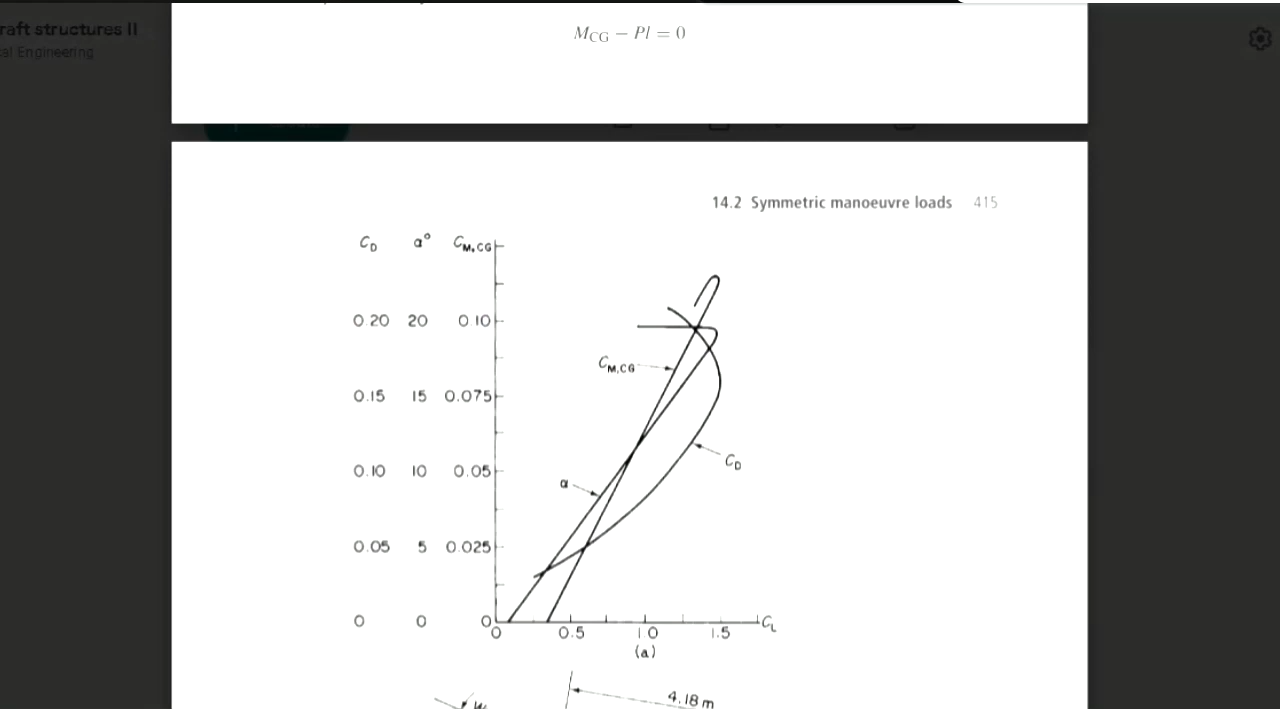 raft structures II
al Engineering
M_CG − Pl = 0
14.2 Symmetric manoeuvre loads 415
C_D α° C_M,CG
0.20 20 0.10
C_M,CG
0.15 15 0.075
C_D
0.10 10 0.05
α
0.05 5 0.025
0 0 0
0 0.5 1.0 1.5 C_L
(a)
4.18 m